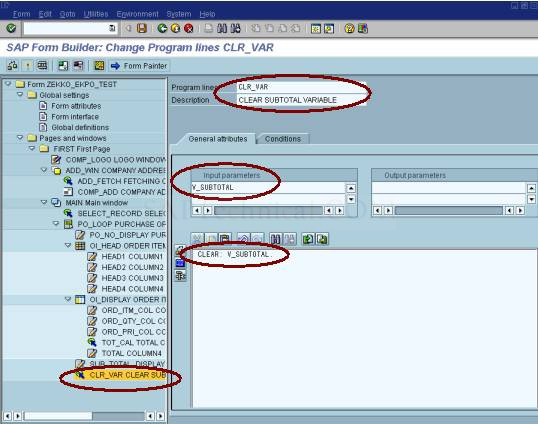 Form Edit Goto Utilities Environment System Help
SAP Form Builder: Change Program lines CLR_VAR
Form Painter
Form ZEKKO_EKPO_TEST
Global settings
Form attributes
Form interface
Global definitions
Pages and windows
FIRST First Page
COMP_LOGO LOGO WINDOW
ADD_WIN COMPANY ADDRES
ADD_FETCH FETCHING C
COMP_ADD COMPANY AD
MAIN Main window
SELECT_RECORD SELEC
PO_LOOP PURCHASE OF
PO_NO_DISPLAY PUR
OI_HEAD ORDER ITEM
HEAD1 COLUMN1
HEAD2 COLUMN2
HEAD3 COLUMN3
HEAD4 COLUMN4
OI_DISPLAY ORDER IT
ORD_ITM_COL CO
ORD_QTY_COL CO
ORD_PRI_COL CC
TOT_CAL TOTAL C
TOTAL COLUMN4
SUB_TOTAL DISPLAY
CLR_VAR CLEAR SUB
Program lines CLR_VAR
Description CLEAR SUBTOTAL VARIABLE
General attributes Conditions
Input parameters Output parameters
V_SUBTOTAL
CLEAR: V_SUBTOTAL.